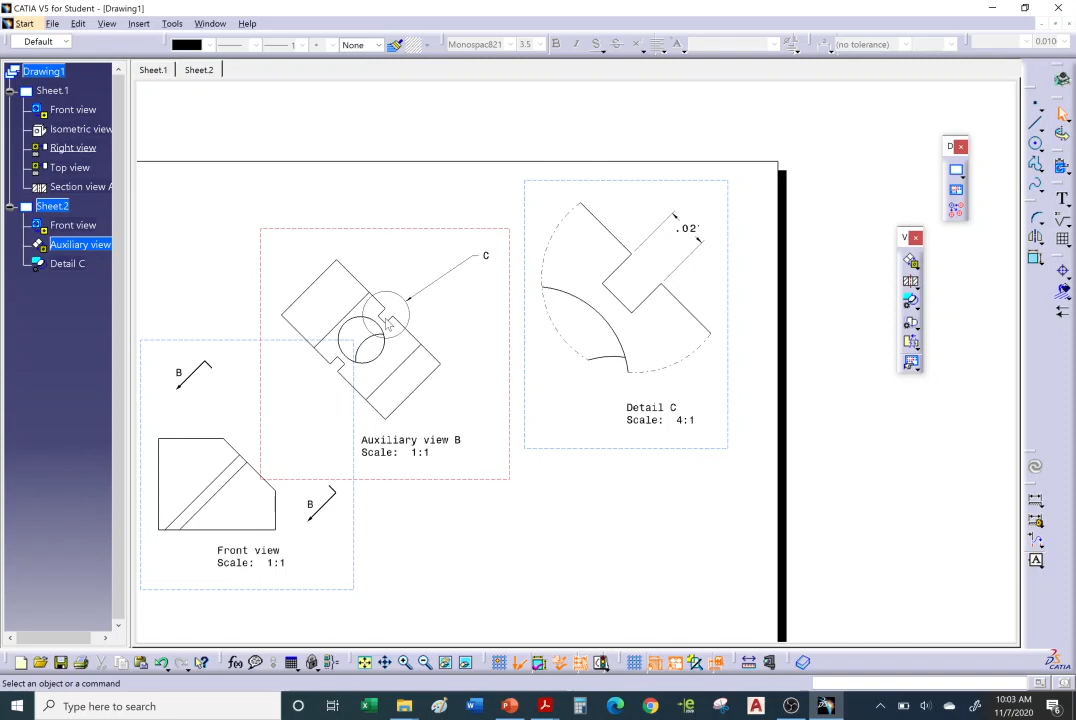 CATIA V5 for Student - [Drawing1]
Start File Edit View Insert Tools Window Help
Default 1 None Monospac821 3.5 B I S S (no tolerance) 0.010
Drawing1
Sheet.1
Front view
Isometric view
Right view
Top view
Section view A
Sheet.2
Front view
Auxiliary view
Detail C
Sheet.1 Sheet.2
D
V
C
.02'
B
Detail C
Scale: 4:1
Auxiliary view B
Scale: 1:1
B
Front view
Scale: 1:1
Select an object or a command
Type here to search
10:03 AM
11/7/2020